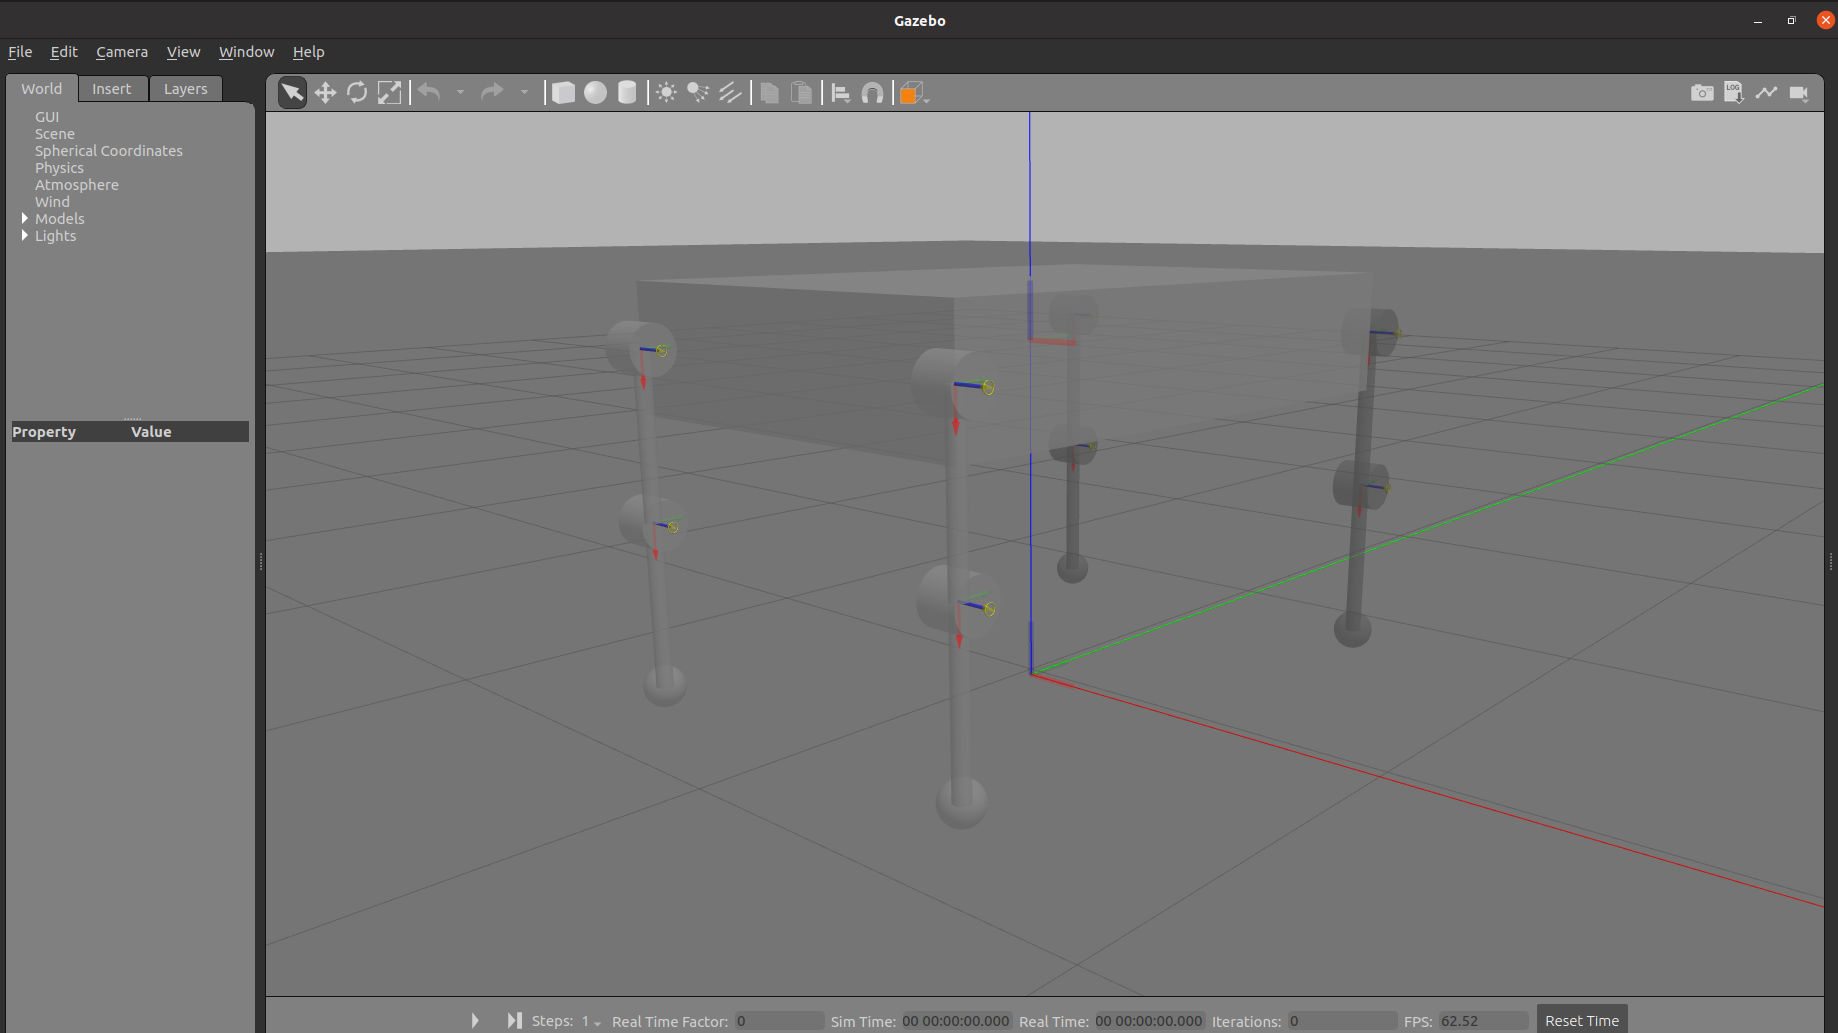 Gazebo
File Edit Camera View Window Help
World Insert Layers
LOG
GUI
Scene
Spherical Coordinates
Physics
Atmosphere
Wind
Models
Lights
Property Value
Steps: 1 Real Time Factor: 0 Sim Time: 00 00:00:00.000 Real Time: 00 00:00:00.000 Iterations: 0 FPS: 62.52 Reset Time